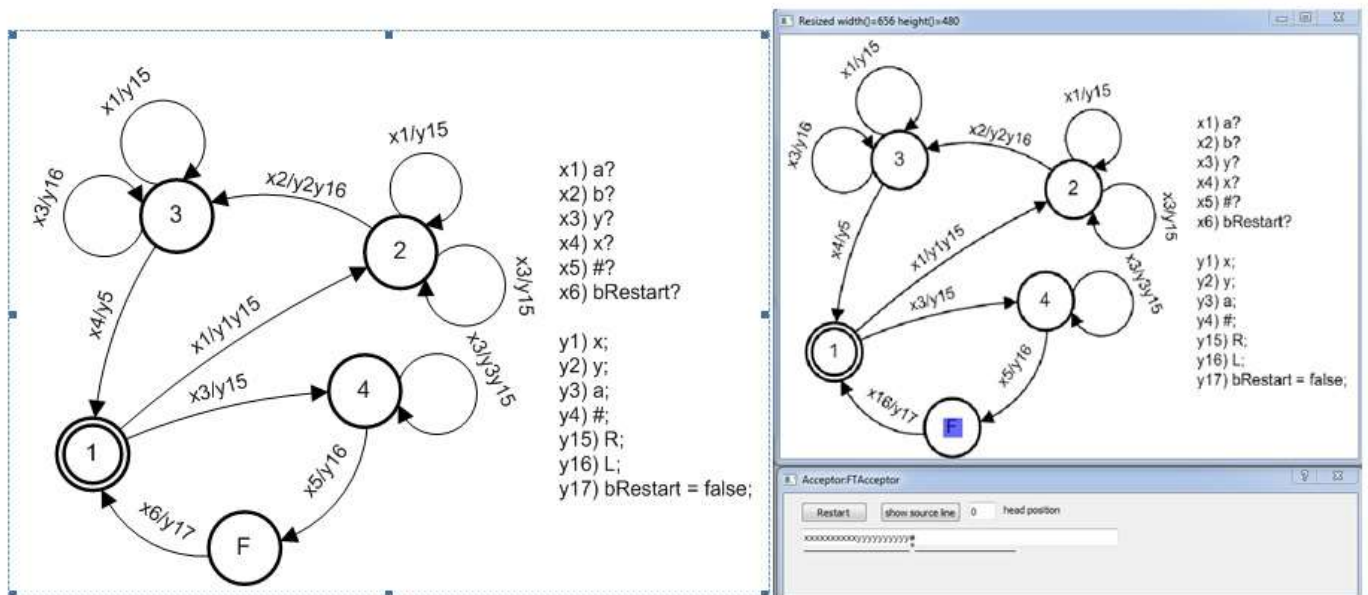 x1/y15
x3/y16
3
x2/y2y16
x1/y15
2
x3/y15
x4/y5
x1/y1y15
x3/y15
4
x3/y3y15
1
x5/y16
x6/y17
F
x1) a?
x2) b?
x3) y?
x4) x?
x5) #?
x6) bRestart?
y1) x;
y2) y;
y3) a;
y4) #;
y15) R;
y16) L;
y17) bRestart = false;
Resized width()=656 height()=480
x1/y15
x3/y16
3
x2/y2y16
x1/y15
2
x3/y15
x4/y5
x1/y1y15
x3/y15
4
x3/y3y15
1
x5/y16
x16/y17
F
x1) a?
x2) b?
x3) y?
x4) x?
x5) #?
x6) bRestart?
y1) x;
y2) y;
y3) a;
y4) #;
y15) R;
y16) L;
y17) bRestart = false;
Acceptor:FTAcceptor
Restart show source line 0 head position